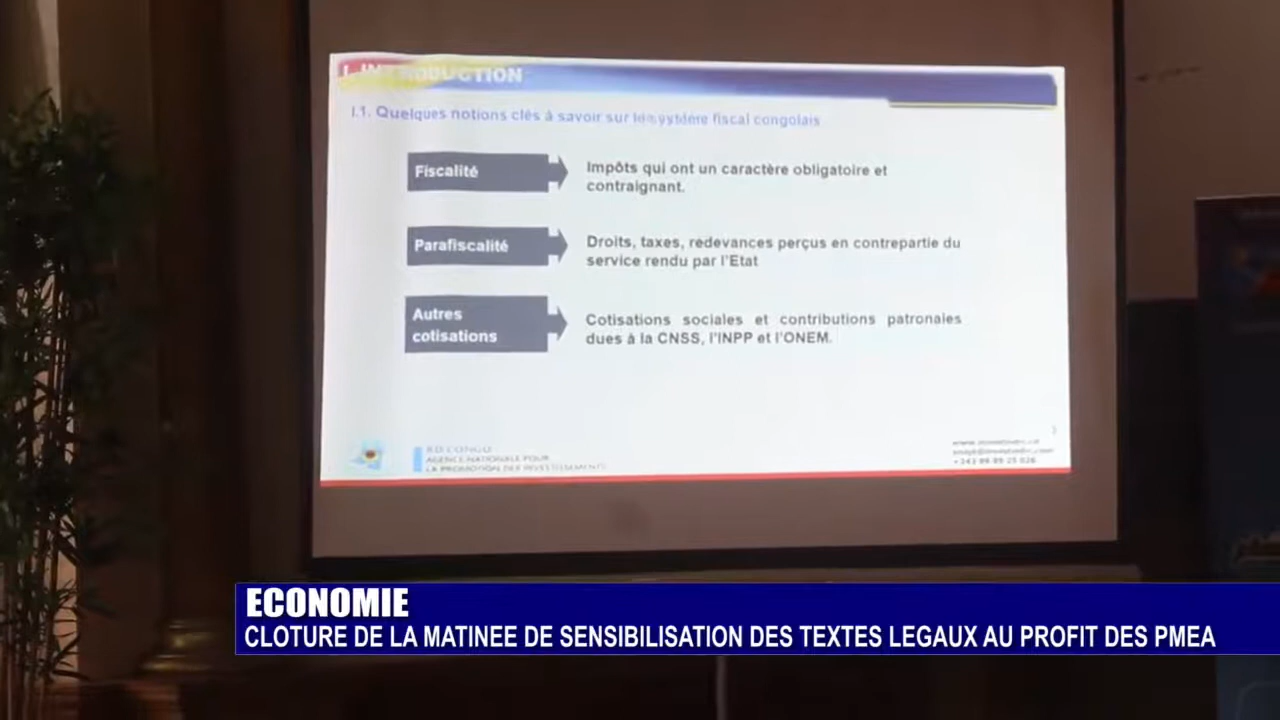 I. INTRODUCTION
I.1. Quelques notions clés à savoir sur le système fiscal congolais
Fiscalité
Impôts qui ont un caractère obligatoire et
contraignant.
Parafiscalité
Droits, taxes, redevances perçus en contrepartie du
service rendu par l'Etat
Autres
cotisations
Cotisations sociales et contributions patronales
dues à la CNSS, l'INPP et l'ONEM.
RD CONGO
AGENCE NATIONALE POUR
LA PROMOTION DES INVESTISSEMENTS
ECONOMIE
CLOTURE DE LA MATINEE DE SENSIBILISATION DES TEXTES LEGAUX AU PROFIT DES PMEA